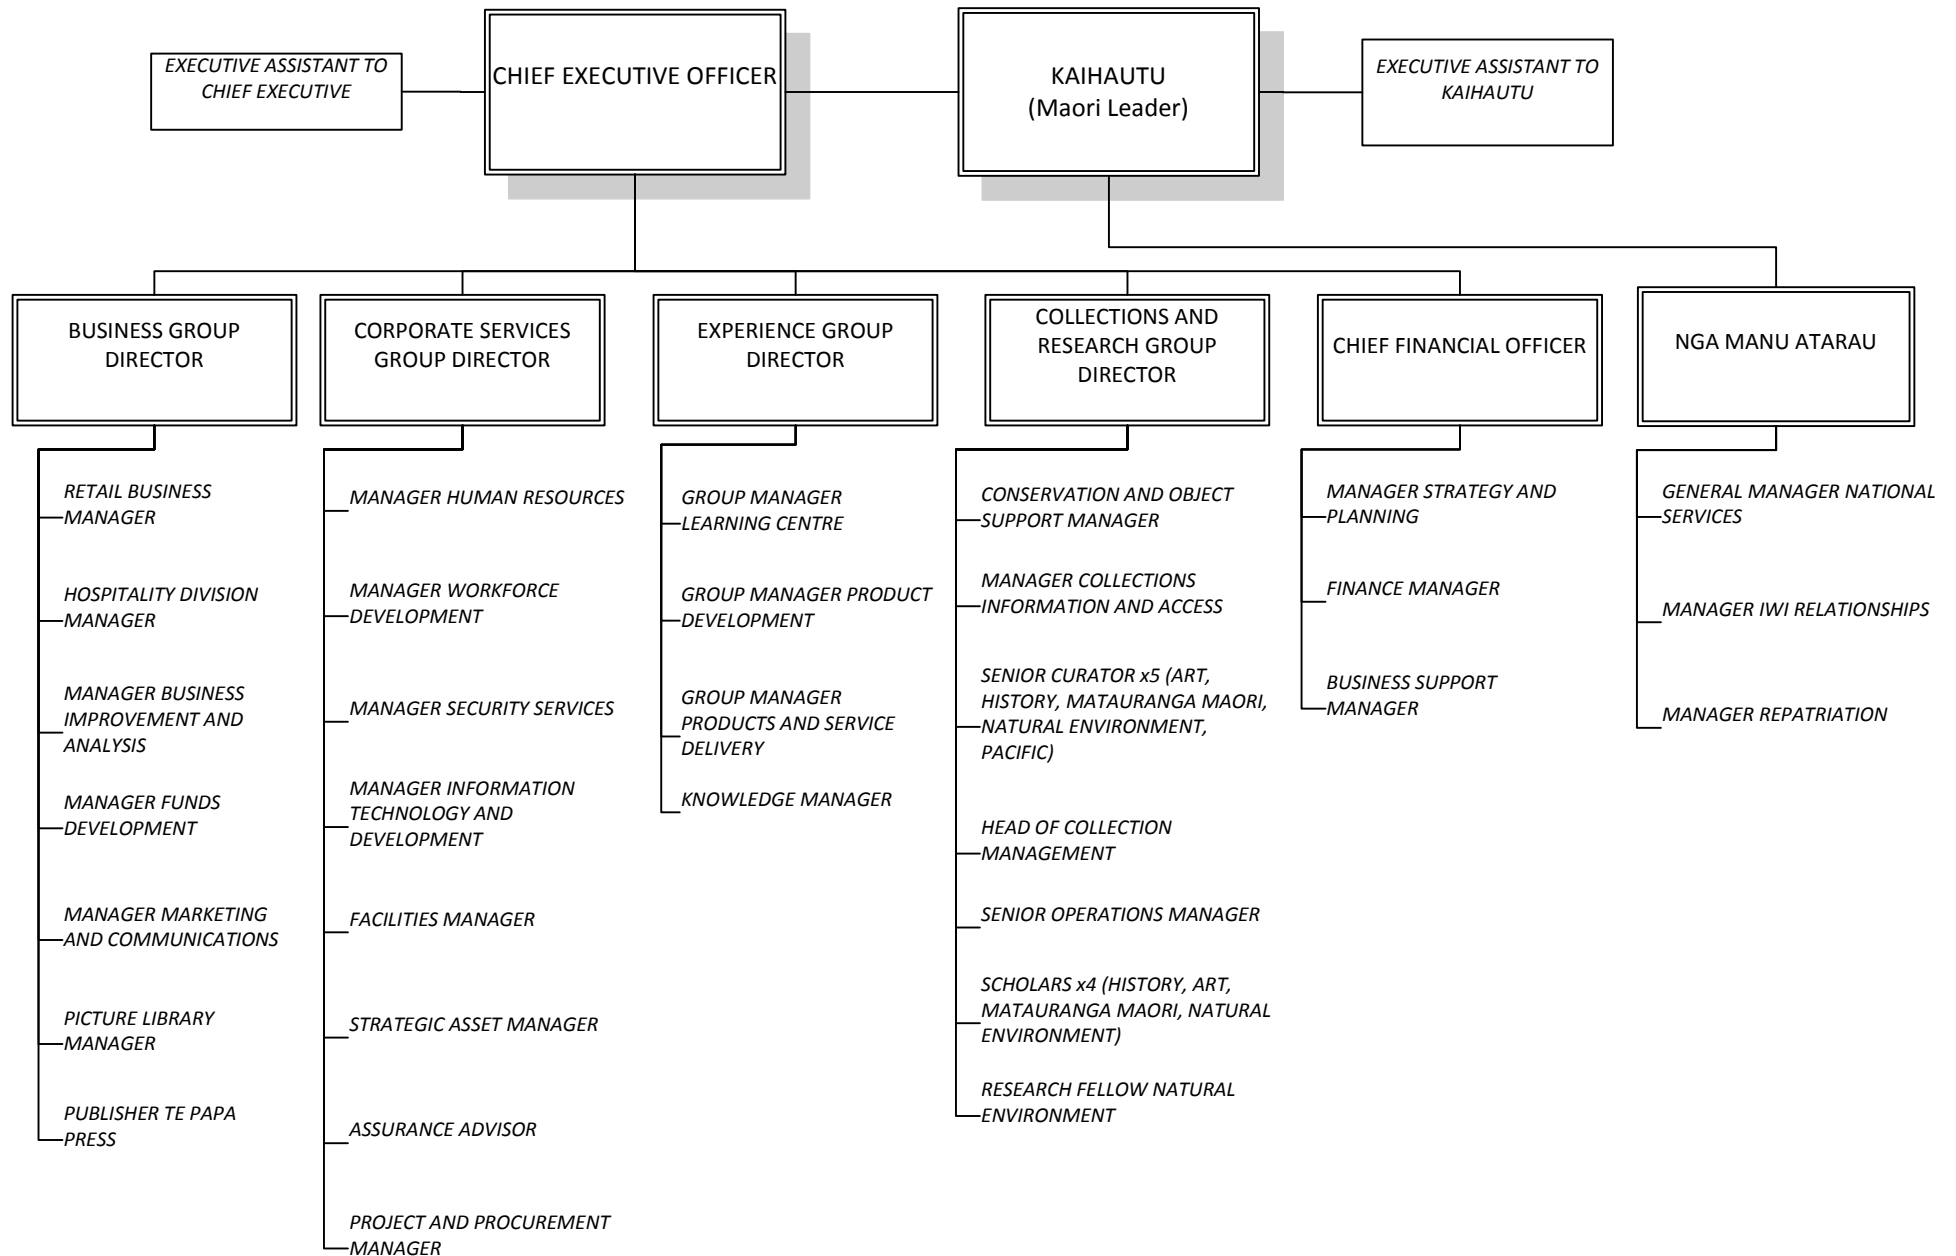 EXECUTIVE ASSISTANT TO
CHIEF EXECUTIVE
CHIEF EXECUTIVE OFFICER
KAIHAUTU
(Maori Leader)
EXECUTIVE ASSISTANT TO
KAIHAUTU
BUSINESS GROUP
DIRECTOR
CORPORATE SERVICES
GROUP DIRECTOR
EXPERIENCE GROUP
DIRECTOR
COLLECTIONS AND
RESEARCH GROUP
DIRECTOR
CHIEF FINANCIAL OFFICER
NGA MANU ATARAU
RETAIL BUSINESS
MANAGER
HOSPITALITY DIVISION
MANAGER
MANAGER BUSINESS
IMPROVEMENT AND
ANALYSIS
MANAGER FUNDS
DEVELOPMENT
MANAGER MARKETING
AND COMMUNICATIONS
PICTURE LIBRARY
MANAGER
PUBLISHER TE PAPA
PRESS
MANAGER HUMAN RESOURCES
MANAGER WORKFORCE
DEVELOPMENT
MANAGER SECURITY SERVICES
MANAGER INFORMATION
TECHNOLOGY AND
DEVELOPMENT
FACILITIES MANAGER
STRATEGIC ASSET MANAGER
ASSURANCE ADVISOR
PROJECT AND PROCUREMENT
MANAGER
GROUP MANAGER
LEARNING CENTRE
GROUP MANAGER PRODUCT
DEVELOPMENT
GROUP MANAGER
PRODUCTS AND SERVICE
DELIVERY
KNOWLEDGE MANAGER
CONSERVATION AND OBJECT
SUPPORT MANAGER
MANAGER COLLECTIONS
INFORMATION AND ACCESS
SENIOR CURATOR x5 (ART,
HISTORY, MATAURANGA MAORI,
NATURAL ENVIRONMENT,
PACIFIC)
HEAD OF COLLECTION
MANAGEMENT
SENIOR OPERATIONS MANAGER
SCHOLARS x4 (HISTORY, ART,
MATAURANGA MAORI, NATURAL
ENVIRONMENT)
RESEARCH FELLOW NATURAL
ENVIRONMENT
MANAGER STRATEGY AND
PLANNING
FINANCE MANAGER
BUSINESS SUPPORT
MANAGER
GENERAL MANAGER NATIONAL
SERVICES
MANAGER IWI RELATIONSHIPS
MANAGER REPATRIATION